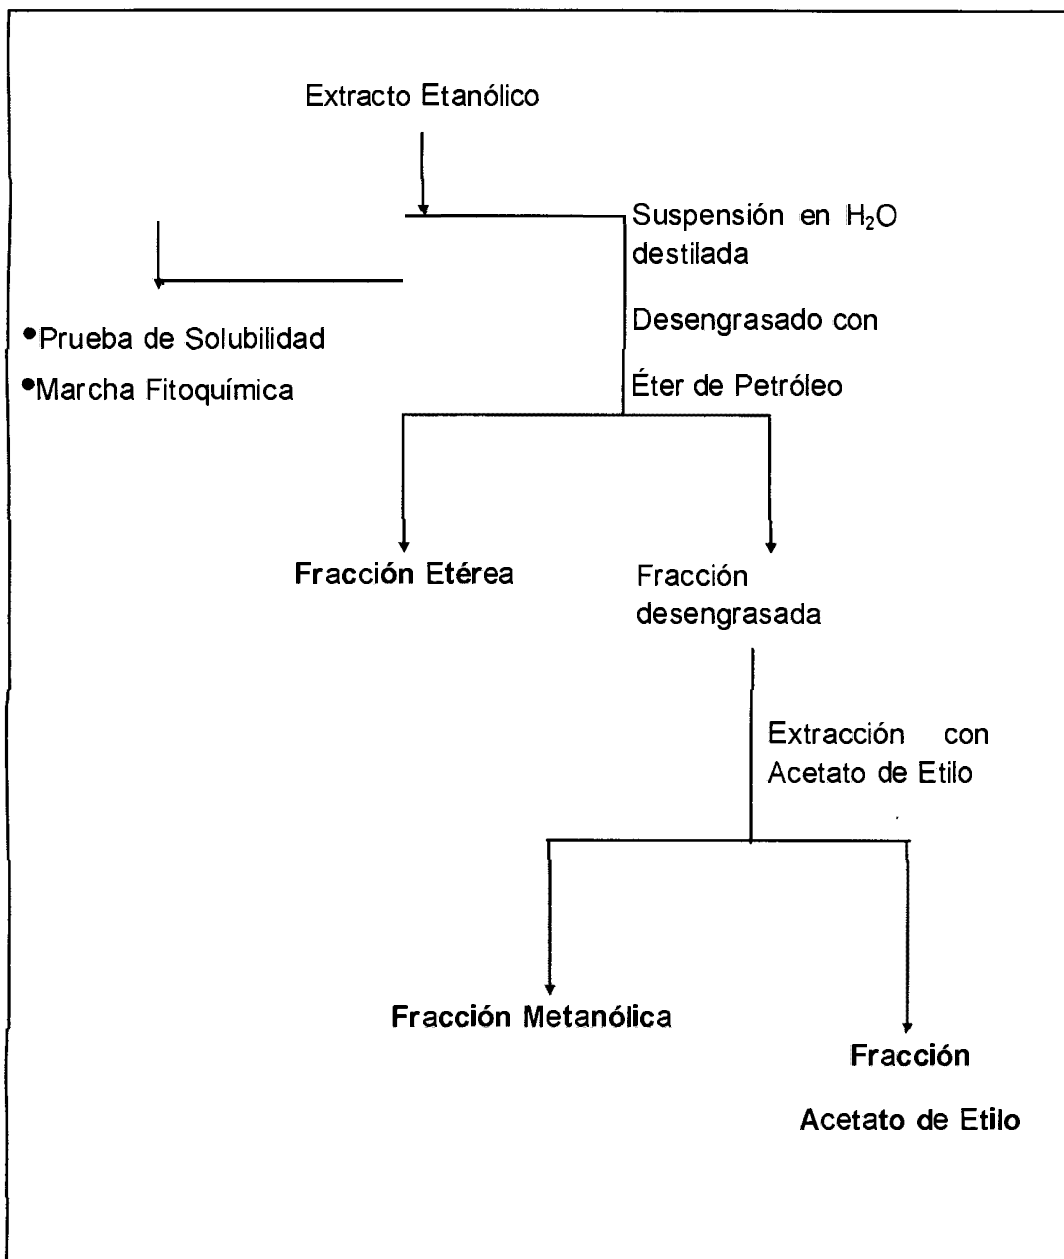 Extracto Etanólico
Suspensión en H₂O
destilada
Desengrasado con
Éter de Petróleo
•Prueba de Solubilidad
•Marcha Fitoquímica
Fracción Etérea
Fracción
desengrasada
Extracción con
Acetato de Etilo
Fracción Metanólica
Fracción
Acetato de Etilo